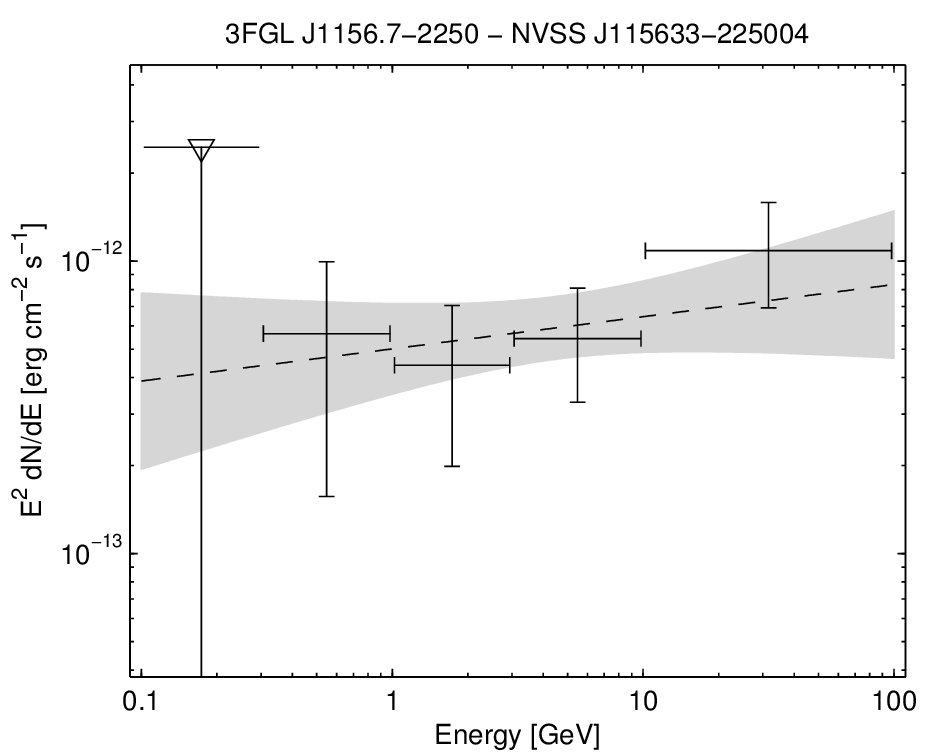 3FGL J1156.7−2250 − NVSS J115633−225004
E² dN/dE [erg cm⁻² s⁻¹]
10⁻¹²
10⁻¹³
0.1 1 10 100
Energy [GeV]